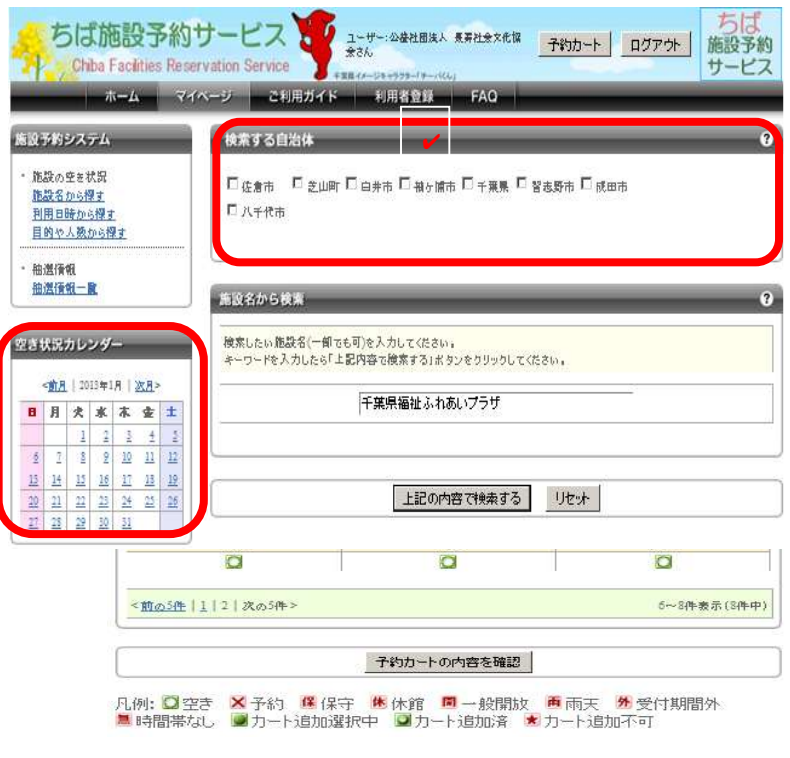 ちば施設予約サービス
Chiba Facilities Reservation Service
ユーザー:公益社団法人 長寿社会文化協
会さん
予約カート
ログアウト
ちば
施設予約
サービス
千葉県イメージキャラクター「チーバくん」
ホーム マイページ ご利用ガイド 利用者登録 FAQ
施設予約システム
・ 施設の空き状況
施設名から探す
利用日時から探す
目的や人数から探す
・ 抽選情報
抽選情報一覧
検索する自治体 ?
佐倉市 芝山町 白井市 袖ヶ浦市 千葉県 習志野市 成田市
八千代市
施設名から検索 ?
検索したい施設名(一部でも可)を入力してください。
キーワードを入力したら「上記内容で検索する」ボタンをクリックしてください。
千葉県福祉ふれあいプラザ
上記の内容で検索する リセット
空き状況カレンダー
<前月 | 2013年1月 | 次月>
日 月 火 水 木 金 土
1 2 3 4 5
6 7 8 9 10 11 12
13 14 15 16 17 18 19
20 21 22 23 24 25 26
27 28 29 30 31
<前の5件 | 1 | 2 | 次の5件>
6～8件表示(8件中)
予約カートの内容を確認
凡例: 空き 予約 保 保守 休 休館 開 一般開放 雨 雨天 外 受付期間外
無 時間帯なし カート追加選択中 カート追加済 カート追加不可